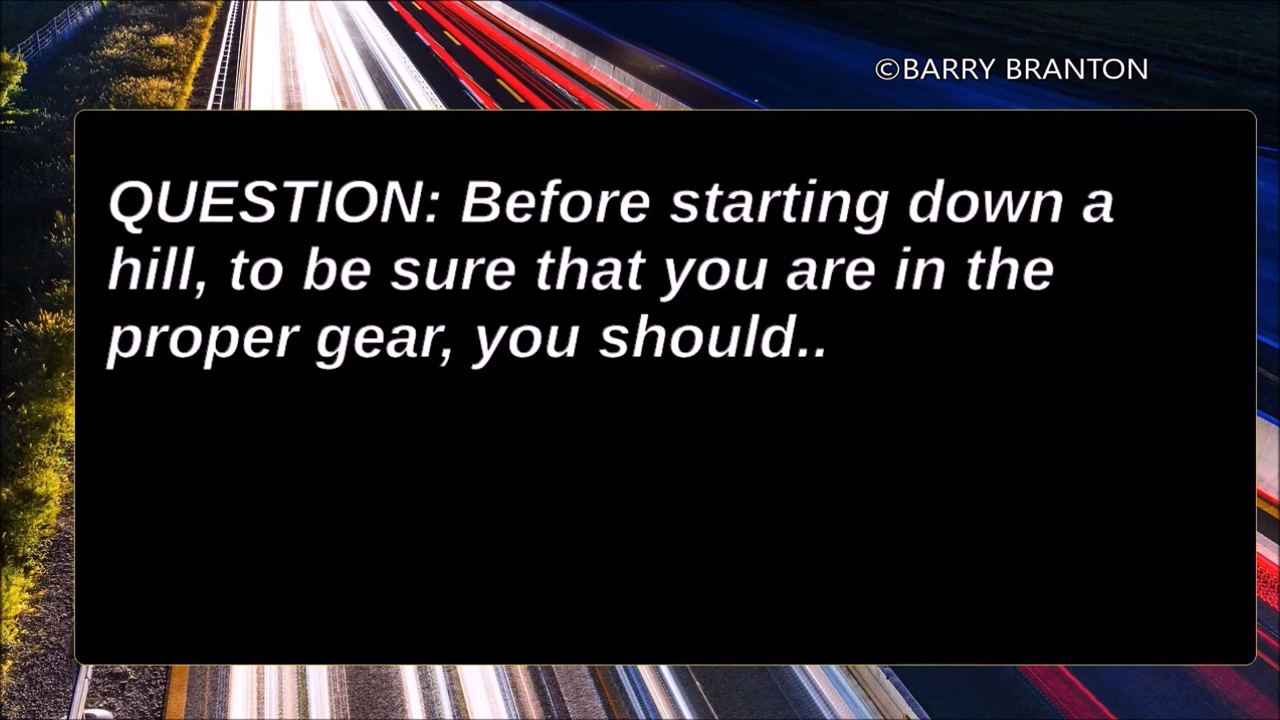 ©BARRY BRANTON
QUESTION: Before starting down a
hill, to be sure that you are in the
proper gear, you should..